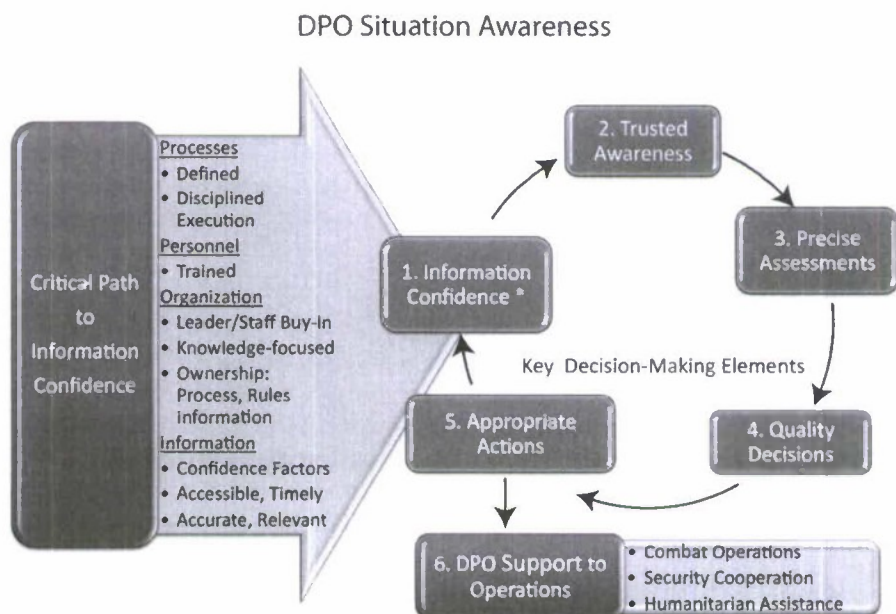 DPO Situation Awareness
Critical Path
to
Information
Confidence
Processes
• Defined
• Disciplined
Execution
Personnel
• Trained
Organization
• Leader/Staff Buy-In
• Knowledge-focused
• Ownership:
Process, Rules
information
Information
• Confidence Factors
• Accessible, Timely
• Accurate, Relevant
1. Information
Confidence *
2. Trusted
Awareness
3. Precise
Assessments
Key Decision-Making Elements
4. Quality
Decisions
5. Appropriate
Actions
6. DPO Support to
Operations
• Combat Operations
• Security Cooperation
• Humanitarian Assistance